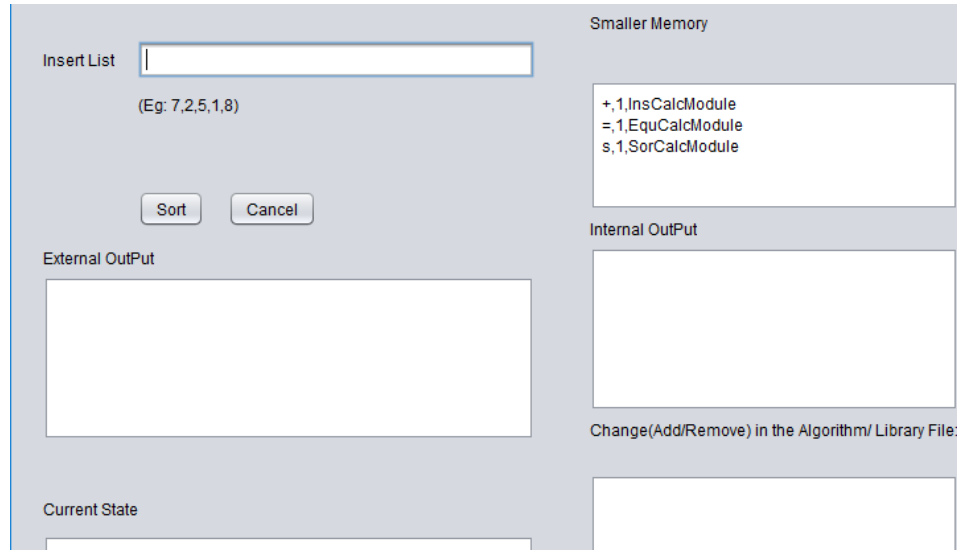 Smaller Memory
Insert List
(Eg: 7,2,5,1,8)
+,1,InsCalcModule
=,1,EquCalcModule
s,1,SorCalcModule
Sort
Cancel
Internal OutPut
External OutPut
Change(Add/Remove) in the Algorithm/ Library File:
Current State